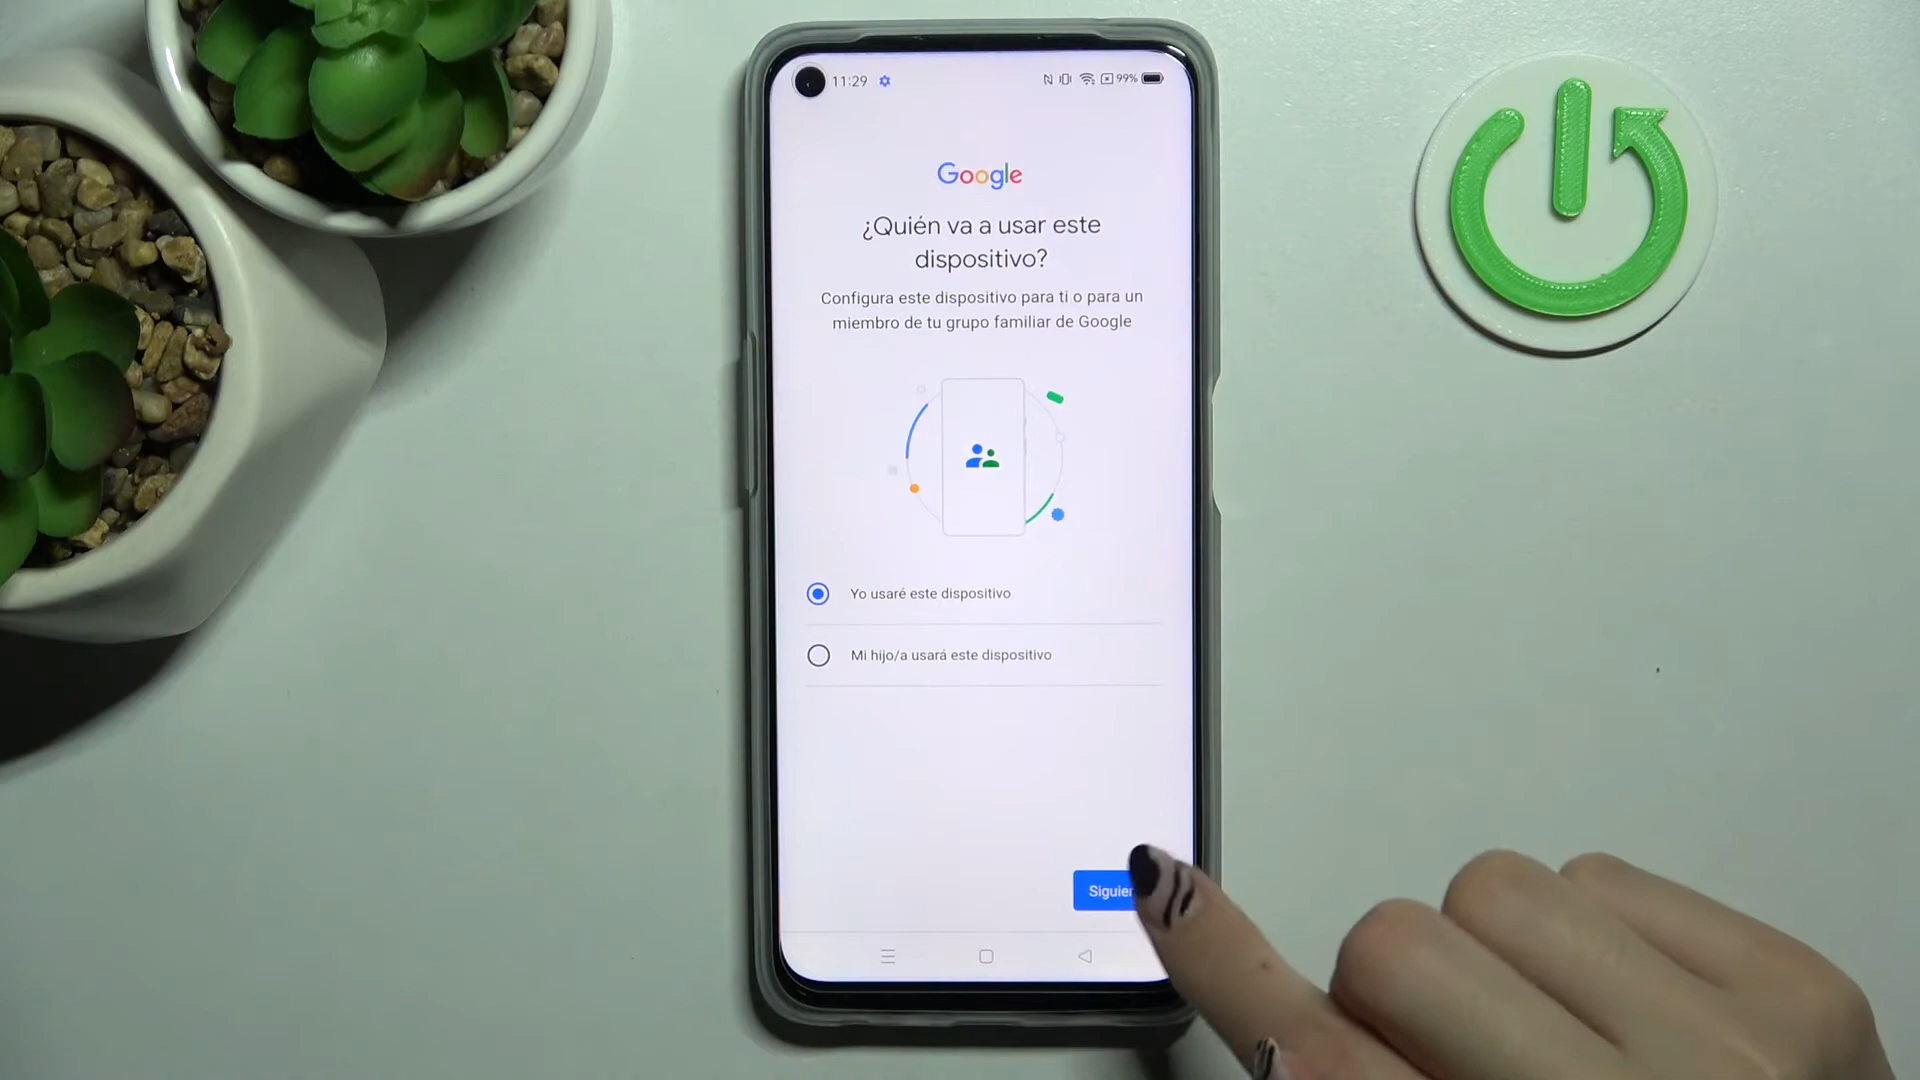 11:29 99%
Google
¿Quién va a usar este
dispositivo?
Configura este dispositivo para ti o para un
miembro de tu grupo familiar de Google
Yo usaré este dispositivo
Mi hijo/a usará este dispositivo